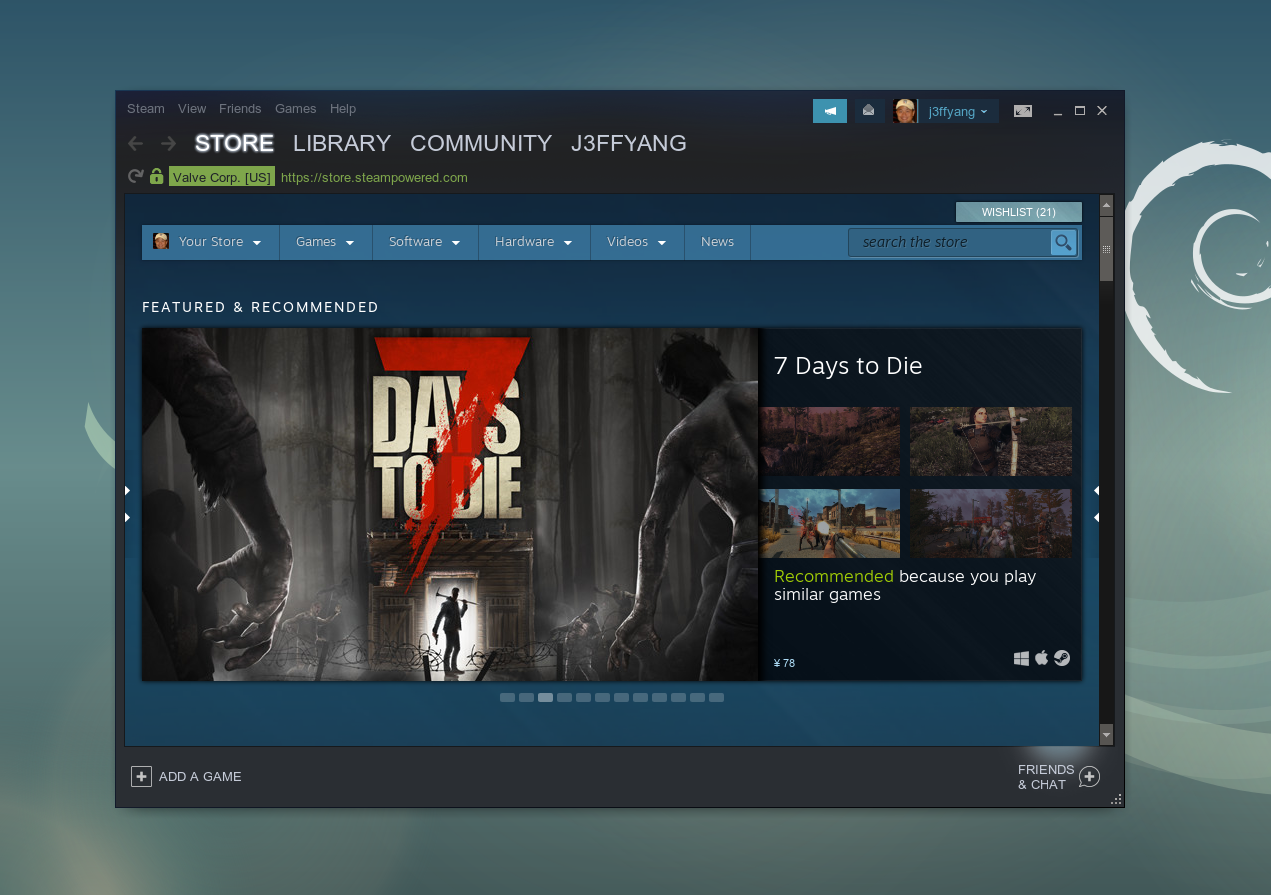 Steam View Friends Games Help
j3ffyang
STORE LIBRARY COMMUNITY J3FFYANG
Valve Corp. [US] https://store.steampowered.com
WISHLIST (21)
Your Store Games Software Hardware Videos News search the store
FEATURED & RECOMMENDED
7
DAYS
TO DIE
7 Days to Die
Recommended because you play
similar games
¥ 78
ADD A GAME
FRIENDS
& CHAT